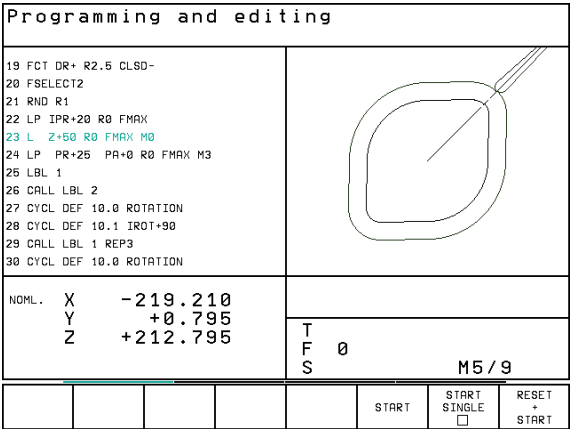 Programming and editing
19 FCT DR+ R2.5 CLSD-
20 FSELECT2
21 RND R1
22 LP IPR+20 R0 FMAX
23 L  Z+50 R0 FMAX M0
24 LP  PR+25  PA+0 R0 FMAX M3
25 LBL 1
26 CALL LBL 2
27 CYCL DEF 10.0 ROTATION
28 CYCL DEF 10.1 IROT+90
29 CALL LBL 1 REP3
30 CYCL DEF 10.0 ROTATION
NOML. X -219.210
Y +0.795
Z +212.795
T
F 0
S M5/9
START
START SINGLE
RESET + START